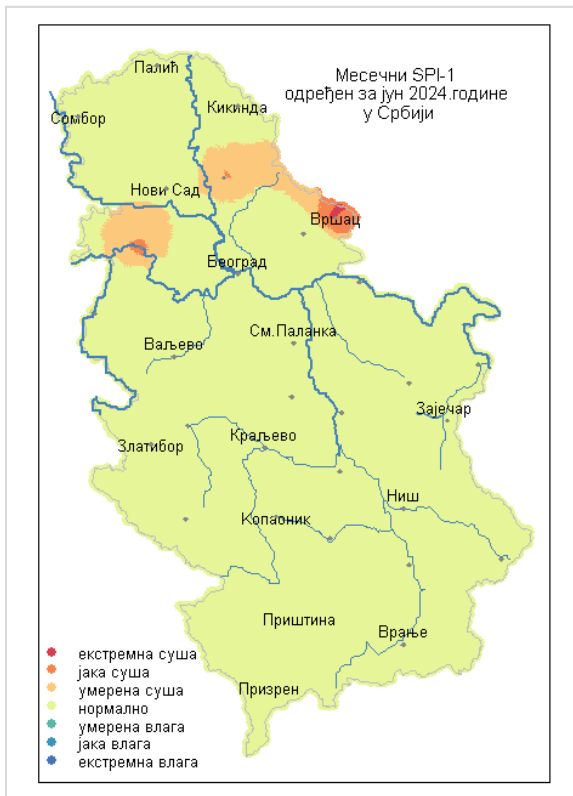 Месечни SPI-1
одређен за јун 2024.године
у Србији
Палић
Кикинда
Сомбор
Нови Сад
Вршац
Београд
См.Паланка
Ваљево
Зајечар
Краљево
Златибор
Ниш
Копаоник
Приштина
Врање
Призрен
екстремна суша
јака суша
умерена суша
нормално
умерена влага
јака влага
екстремна влага